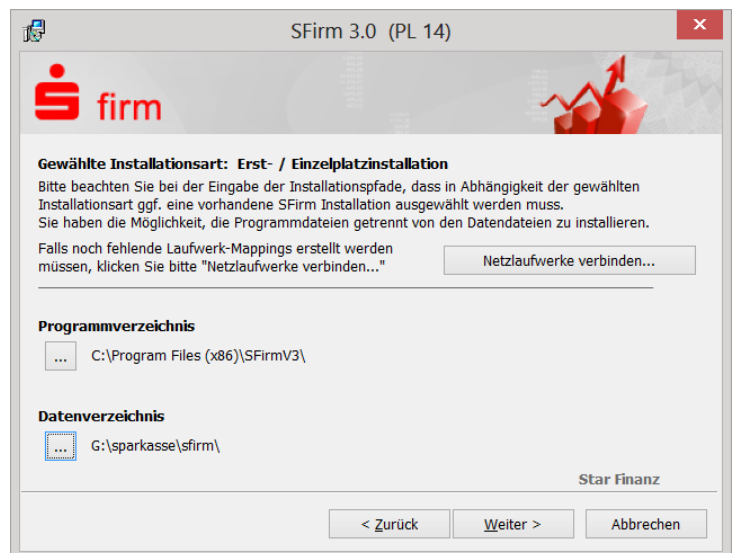 SFirm 3.0 (PL 14)
firm
Gewählte Installationsart: Erst- / Einzelplatzinstallation
Bitte beachten Sie bei der Eingabe der Installationspfade, dass in Abhängigkeit der gewählten
Installationsart ggf. eine vorhandene SFirm Installation ausgewählt werden muss.
Sie haben die Möglichkeit, die Programmdateien getrennt von den Datendateien zu installieren.
Falls noch fehlende Laufwerk-Mappings erstellt werden
müssen, klicken Sie bitte "Netzlaufwerke verbinden..."
Netzlaufwerke verbinden...
Programmverzeichnis
... C:\Program Files (x86)\SFirmV3\
Datenverzeichnis
... G:\sparkasse\sfirm\
Star Finanz
< Zurück Weiter > Abbrechen